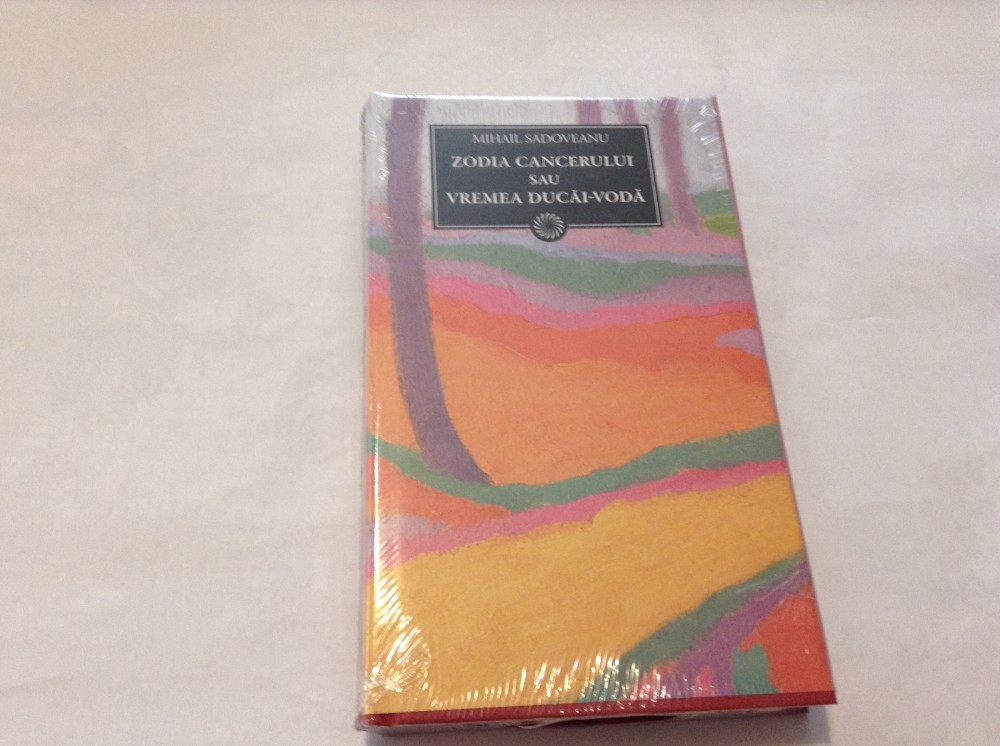 MIHAIL SADOVEANU
ZODIA CANCERULUI
SAU
VREMEA DUCĂI-VODĂ